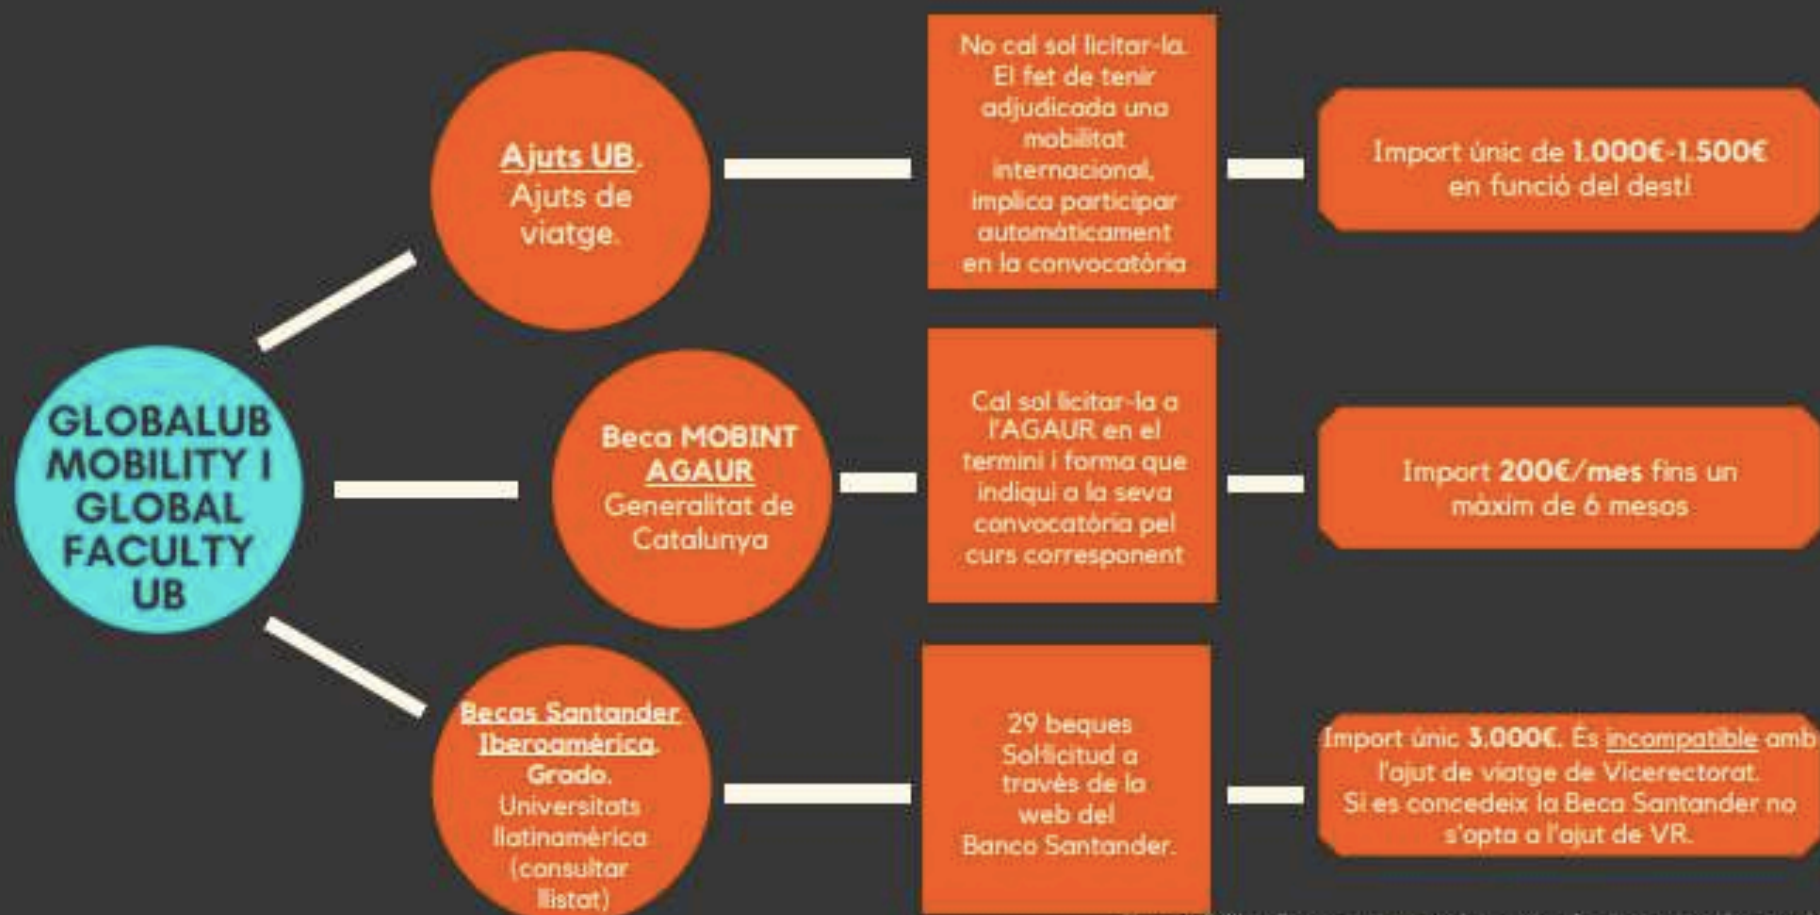 GLOBALUB
MOBILITY I
GLOBAL
FACULTY
UB
Ajuts UB.
Ajuts de
viatge.
No cal sol licitar-la.
El fet de tenir
adjudicada una
mobilitat
internacional,
implica participar
automàticament
en la convocatòria
Import únic de 1.000€-1.500€
en funció del destí
Beca MOBINT
AGAUR
Generalitat de
Catalunya
Cal sol licitar-la a
l'AGAUR en el
termini i forma que
indiqui a la seva
convocatòria pel
curs corresponent
Import 200€/mes fins un
màxim de 6 mesos
Becas Santander
Iberoamérica.
Grado.
Universitats
llatinamèrica
(consultar
llistat)
29 beques
Sol·licitud a
través de la
web del
Banco Santander.
Import únic 3.000€. És incompatible amb
l'ajut de viatge de Vicerectorat.
Si es concedeix la Beca Santander no
s'opta a l'ajut de VR.